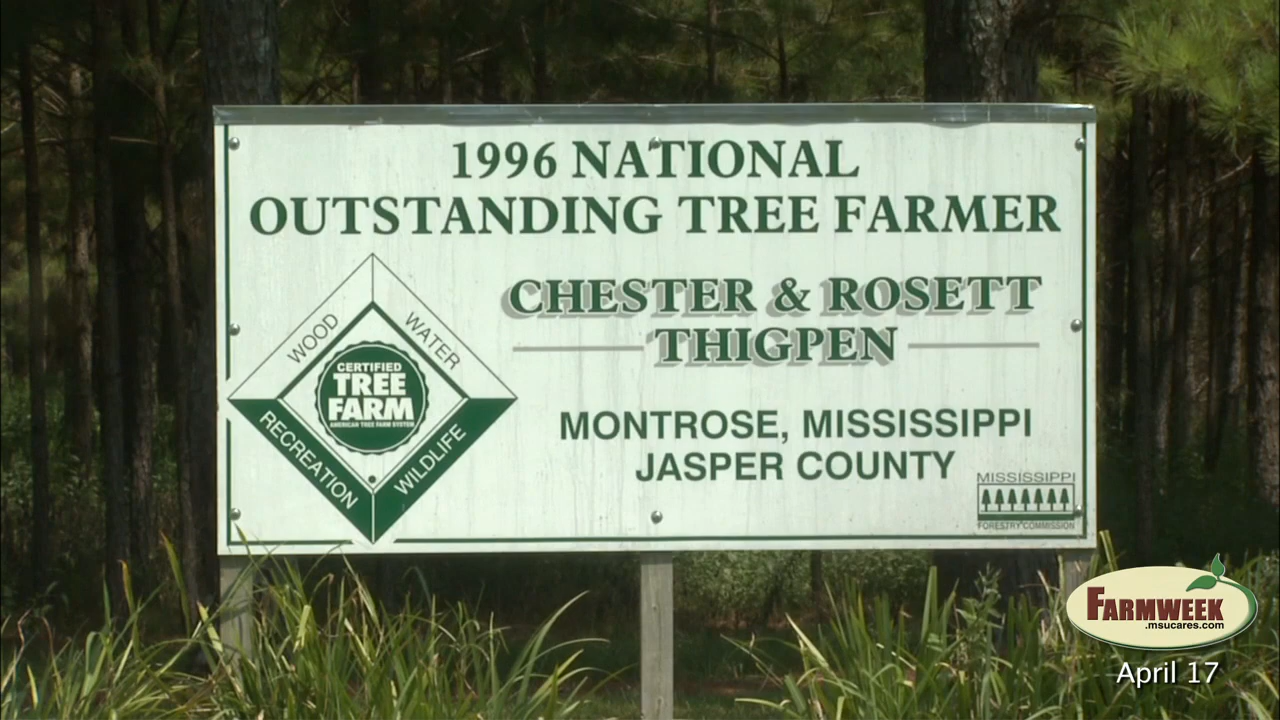 1996 NATIONAL
OUTSTANDING TREE FARMER
CHESTER & ROSETT
THIGPEN
MONTROSE, MISSISSIPPI
JASPER COUNTY
WOOD
WATER
CERTIFIED
TREE
FARM
AMERICAN TREE FARM SYSTEM
RECREATION
WILDLIFE
MISSISSIPPI
FORESTRY COMMISSION
FARMWEEK
.msucares.com
April 17